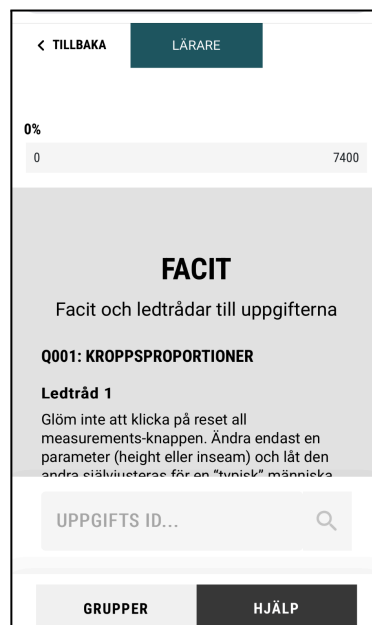 TILLBAKA
LÄRARE
0%
0
7400
FACIT
Facit och ledtrådar till uppgifterna
Q001: KROPPSPROPORTIONER
Ledtråd 1
Glöm inte att klicka på reset all
measurements-knappen. Ändra endast en
parameter (height eller inseam) och låt den
andra självjusteras för en “typisk” människa
UPPGIFTS ID...
GRUPPER
HJÄLP